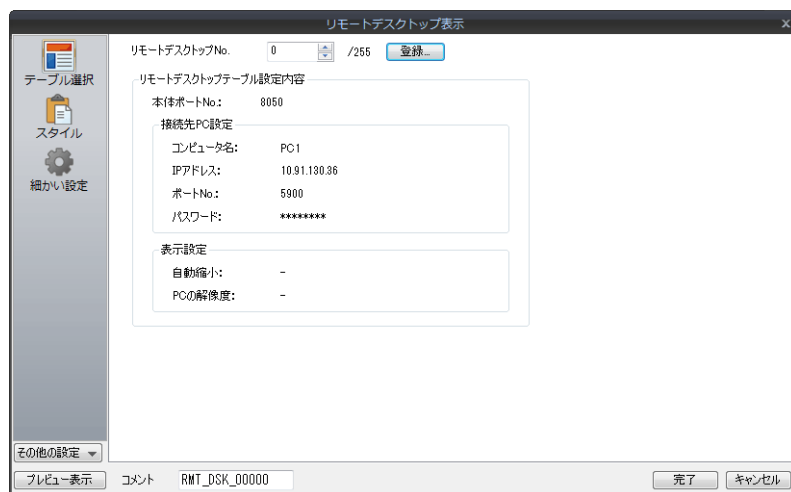 リモートデスクトップ表示
テーブル選択
スタイル
細かい設定
リモートデスクトップNo. 0 /255 登録...
リモートデスクトップテーブル設定内容
本体ポートNo.: 8050
接続先PC設定
コンピュータ名: PC1
IPアドレス: 10.91.130.36
ポートNo.: 5900
パスワード: ********
表示設定
自動縮小: -
PCの解像度: -
その他の設定
プレビュー表示 コメント RMT_DSK_00000 完了 キャンセル